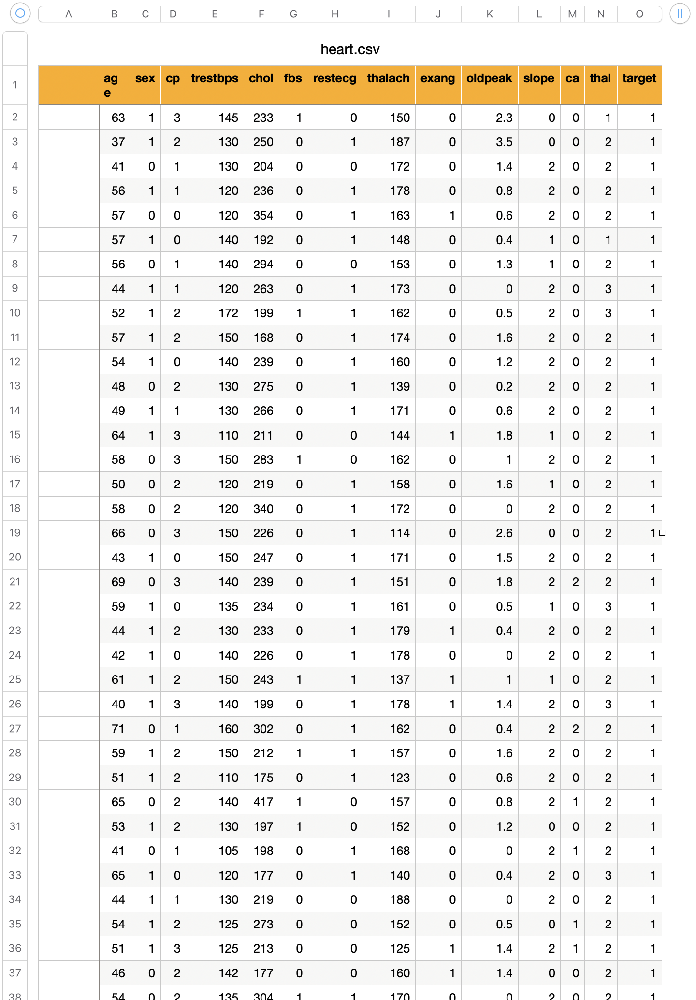 A B C D E F G H I J K L M N O
heart.csv
1 ag sex cp trestbps chol fbs restecg thalach exang oldpeak slope ca thal target
e
2 63 1 3 145 233 1 0 150 0 2.3 0 0 1 1
3 37 1 2 130 250 0 1 187 0 3.5 0 0 2 1
4 41 0 1 130 204 0 0 172 0 1.4 2 0 2 1
5 56 1 1 120 236 0 1 178 0 0.8 2 0 2 1
6 57 0 0 120 354 0 1 163 1 0.6 2 0 2 1
7 57 1 0 140 192 0 1 148 0 0.4 1 0 1 1
8 56 0 1 140 294 0 0 153 0 1.3 1 0 2 1
9 44 1 1 120 263 0 1 173 0 0 2 0 3 1
10 52 1 2 172 199 1 1 162 0 0.5 2 0 3 1
11 57 1 2 150 168 0 1 174 0 1.6 2 0 2 1
12 54 1 0 140 239 0 1 160 0 1.2 2 0 2 1
13 48 0 2 130 275 0 1 139 0 0.2 2 0 2 1
14 49 1 1 130 266 0 1 171 0 0.6 2 0 2 1
15 64 1 3 110 211 0 0 144 1 1.8 1 0 2 1
16 58 0 3 150 283 1 0 162 0 1 2 0 2 1
17 50 0 2 120 219 0 1 158 0 1.6 1 0 2 1
18 58 0 2 120 340 0 1 172 0 0 2 0 2 1
19 66 0 3 150 226 0 1 114 0 2.6 0 0 2 1
20 43 1 0 150 247 0 1 171 0 1.5 2 0 2 1
21 69 0 3 140 239 0 1 151 0 1.8 2 2 2 1
22 59 1 0 135 234 0 1 161 0 0.5 1 0 3 1
23 44 1 2 130 233 0 1 179 1 0.4 2 0 2 1
24 42 1 0 140 226 0 1 178 0 0 2 0 2 1
25 61 1 2 150 243 1 1 137 1 1 1 0 2 1
26 40 1 3 140 199 0 1 178 1 1.4 2 0 3 1
27 71 0 1 160 302 0 1 162 0 0.4 2 2 2 1
28 59 1 2 150 212 1 1 157 0 1.6 2 0 2 1
29 51 1 2 110 175 0 1 123 0 0.6 2 0 2 1
30 65 0 2 140 417 1 0 157 0 0.8 2 1 2 1
31 53 1 2 130 197 1 0 152 0 1.2 0 0 2 1
32 41 0 1 105 198 0 1 168 0 0 2 1 2 1
33 65 1 0 120 177 0 1 140 0 0.4 2 0 3 1
34 44 1 1 130 219 0 0 188 0 0 2 0 2 1
35 54 1 2 125 273 0 0 152 0 0.5 0 1 2 1
36 51 1 3 125 213 0 0 125 1 1.4 2 1 2 1
37 46 0 2 142 177 0 0 160 1 1.4 0 0 2 1
38 54 0 2 135 304 1 1 170 0 0 2 0 2 1